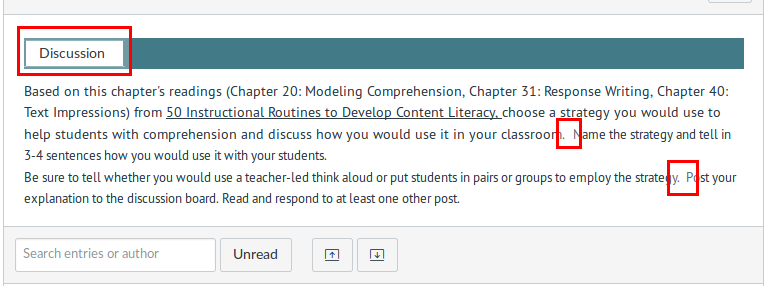 Discussion
Based on this chapter's readings (Chapter 20: Modeling Comprehension, Chapter 31: Response Writing, Chapter 40:
Text Impressions) from 50 Instructional Routines to Develop Content Literacy, choose a strategy you would use to
help students with comprehension and discuss how you would use it in your classroom.  Name the strategy and tell in
3-4 sentences how you would use it with your students.
Be sure to tell whether you would use a teacher-led think aloud or put students in pairs or groups to employ the strategy.  Post your
explanation to the discussion board. Read and respond to at least one other post.
Search entries or author
Unread